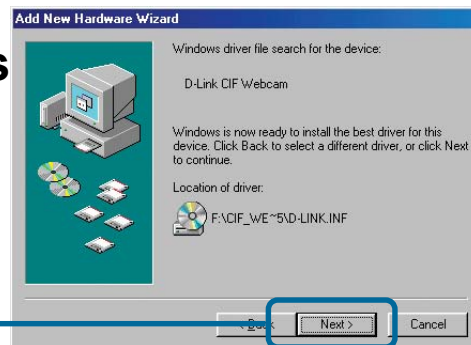 Add New Hardware Wizard
s
Windows driver file search for the device:
D-Link CIF Webcam
Windows is now ready to install the best driver for this
device. Click Back to select a different driver, or click Next
to continue.
Location of driver:
F:\CIF_WE~5\D-LINK.INF
< Back
Next >
Cancel